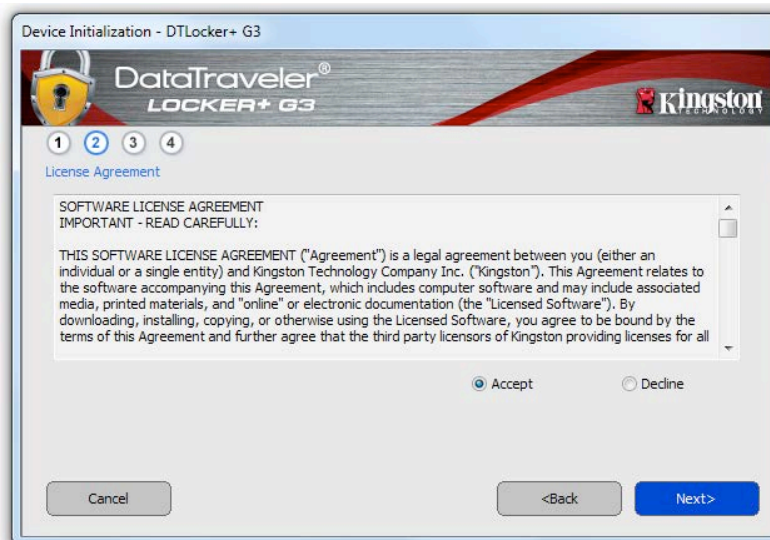 Device Initialization - DTLocker+ G3
DataTraveler®
LOCKER+ G3
Kingston
TECHNOLOGY
1 2 3 4
License Agreement
SOFTWARE LICENSE AGREEMENT
IMPORTANT - READ CAREFULLY:
THIS SOFTWARE LICENSE AGREEMENT ("Agreement") is a legal agreement between you (either an
individual or a single entity) and Kingston Technology Company Inc. ("Kingston"). This Agreement relates to
the software accompanying this Agreement, which includes computer software and may include associated
media, printed materials, and "online" or electronic documentation (the "Licensed Software"). By
downloading, installing, copying, or otherwise using the Licensed Software, you agree to be bound by the
terms of this Agreement and further agree that the third party licensors of Kingston providing licenses for all
Accept Decline
Cancel <Back Next>